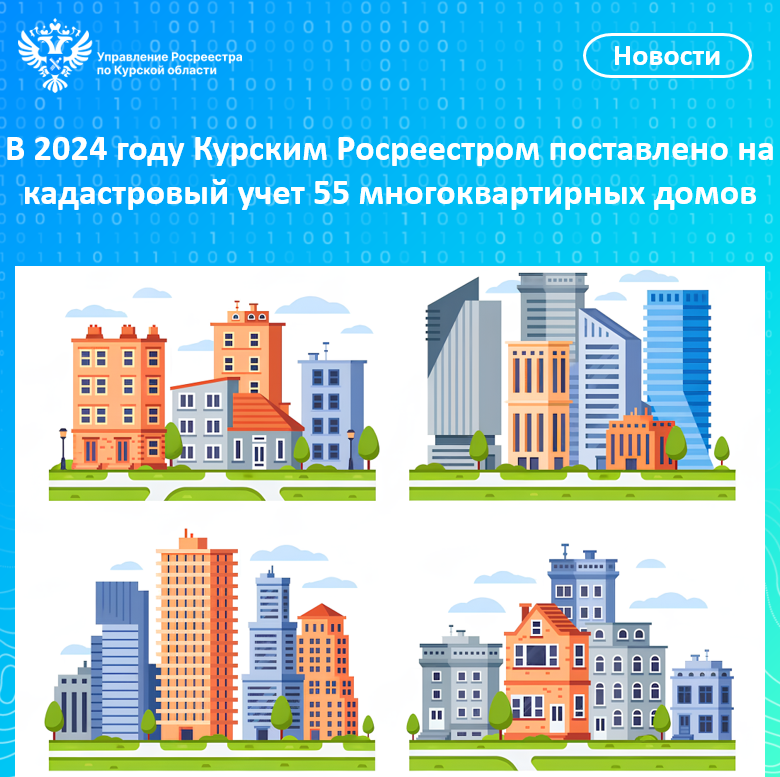 Управление Росреестра
по Курской области
Новости
В 2024 году Курским Росреестром поставлено на
кадастровый учет 55 многоквартирных домов